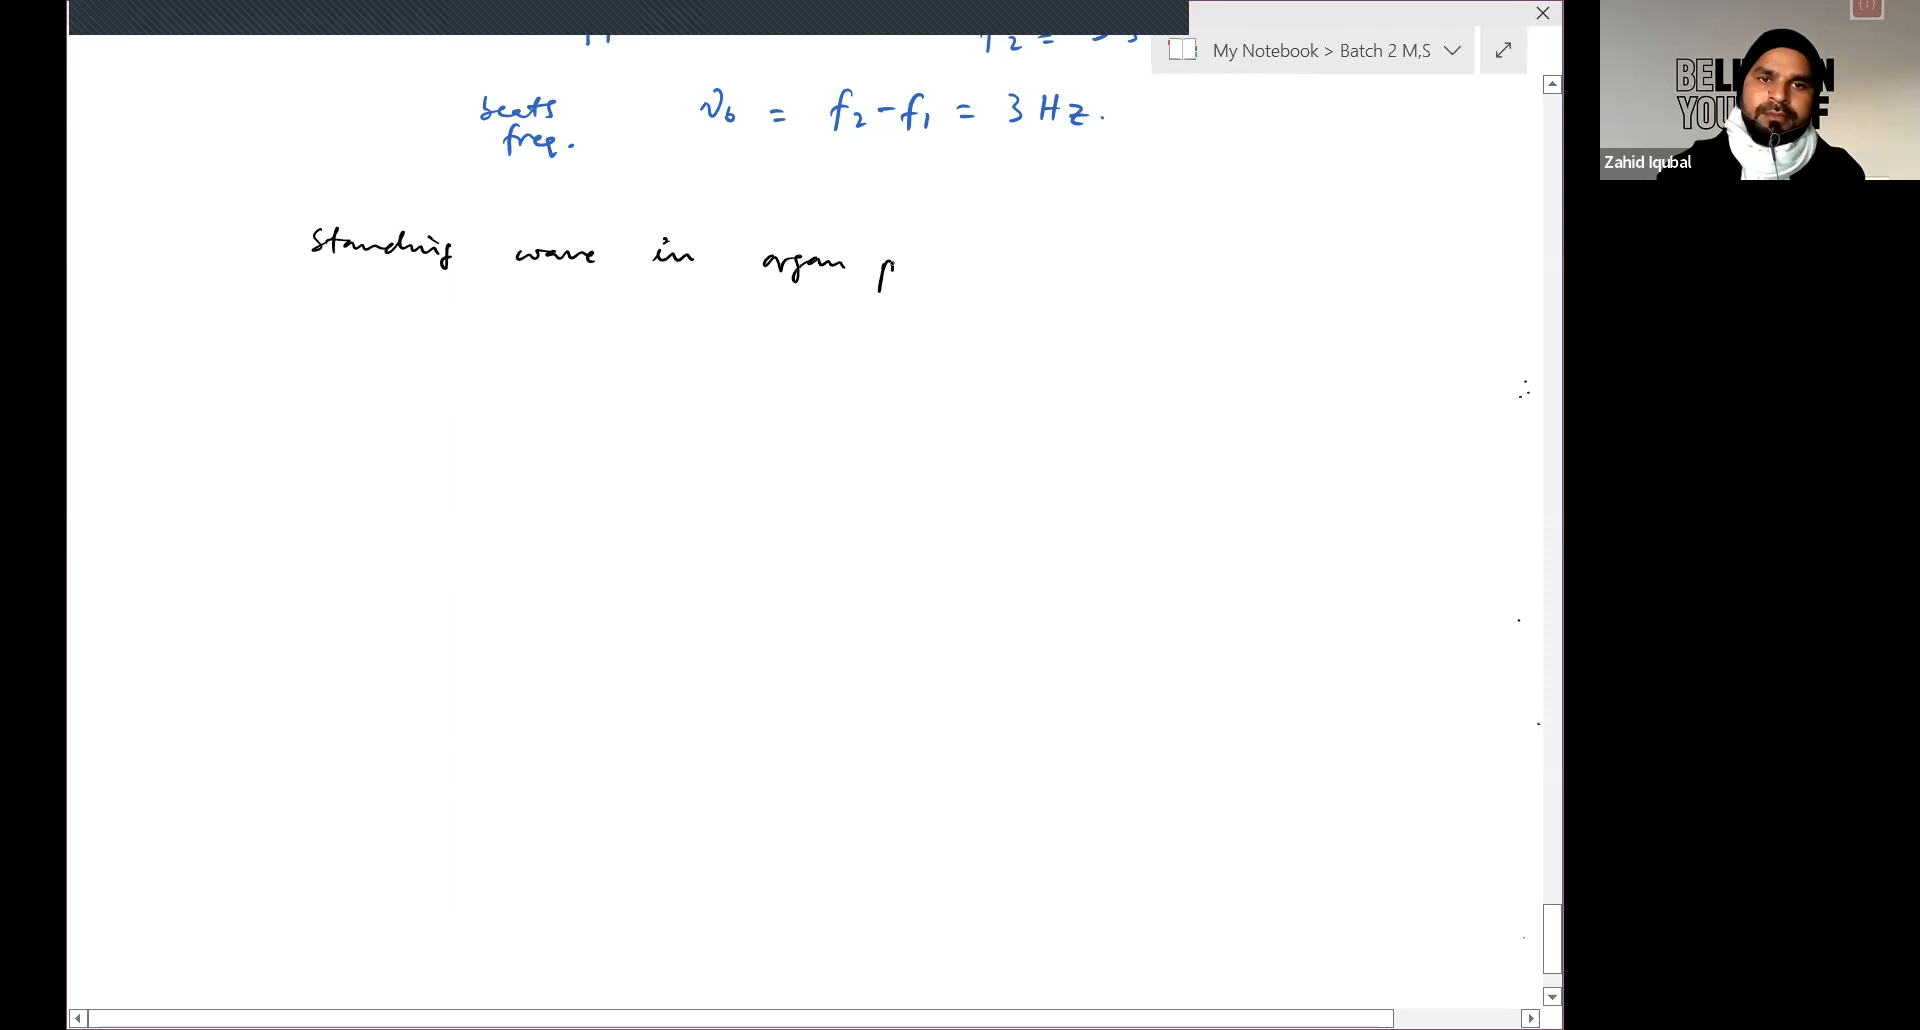 My Notebook > Batch 2 M,S
beats
freq.
ν_b = f₂ - f₁ = 3 Hz.
Standing wave in organ p
Zahid Iqubal